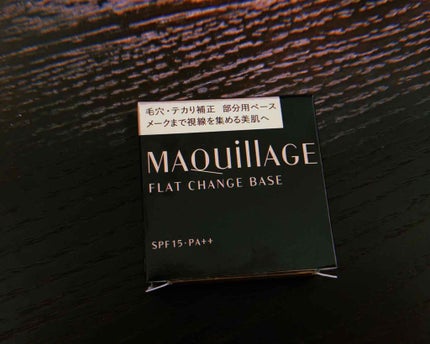 毛穴・テカリ補正 部分用ベース
メークまで視線を集める美肌へ
MAQuillAGE
FLAT CHANGE BASE
SPF15・PA++